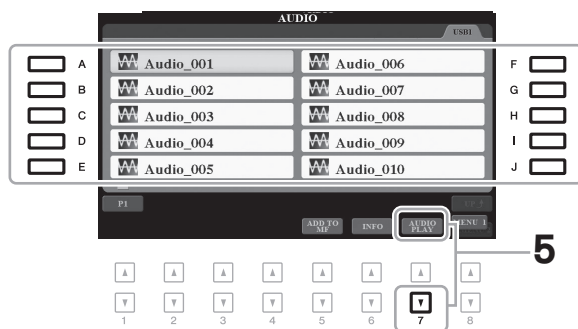 AUDIO
USB1
A Audio_001 Audio_006 F
B Audio_002 Audio_007 G
C Audio_003 Audio_008 H
D Audio_004 Audio_009 I
E Audio_005 Audio_010 J
P1 UP
ADD TO MF INFO AUDIO PLAY MENU 1
5
1 2 3 4 5 6 7 8